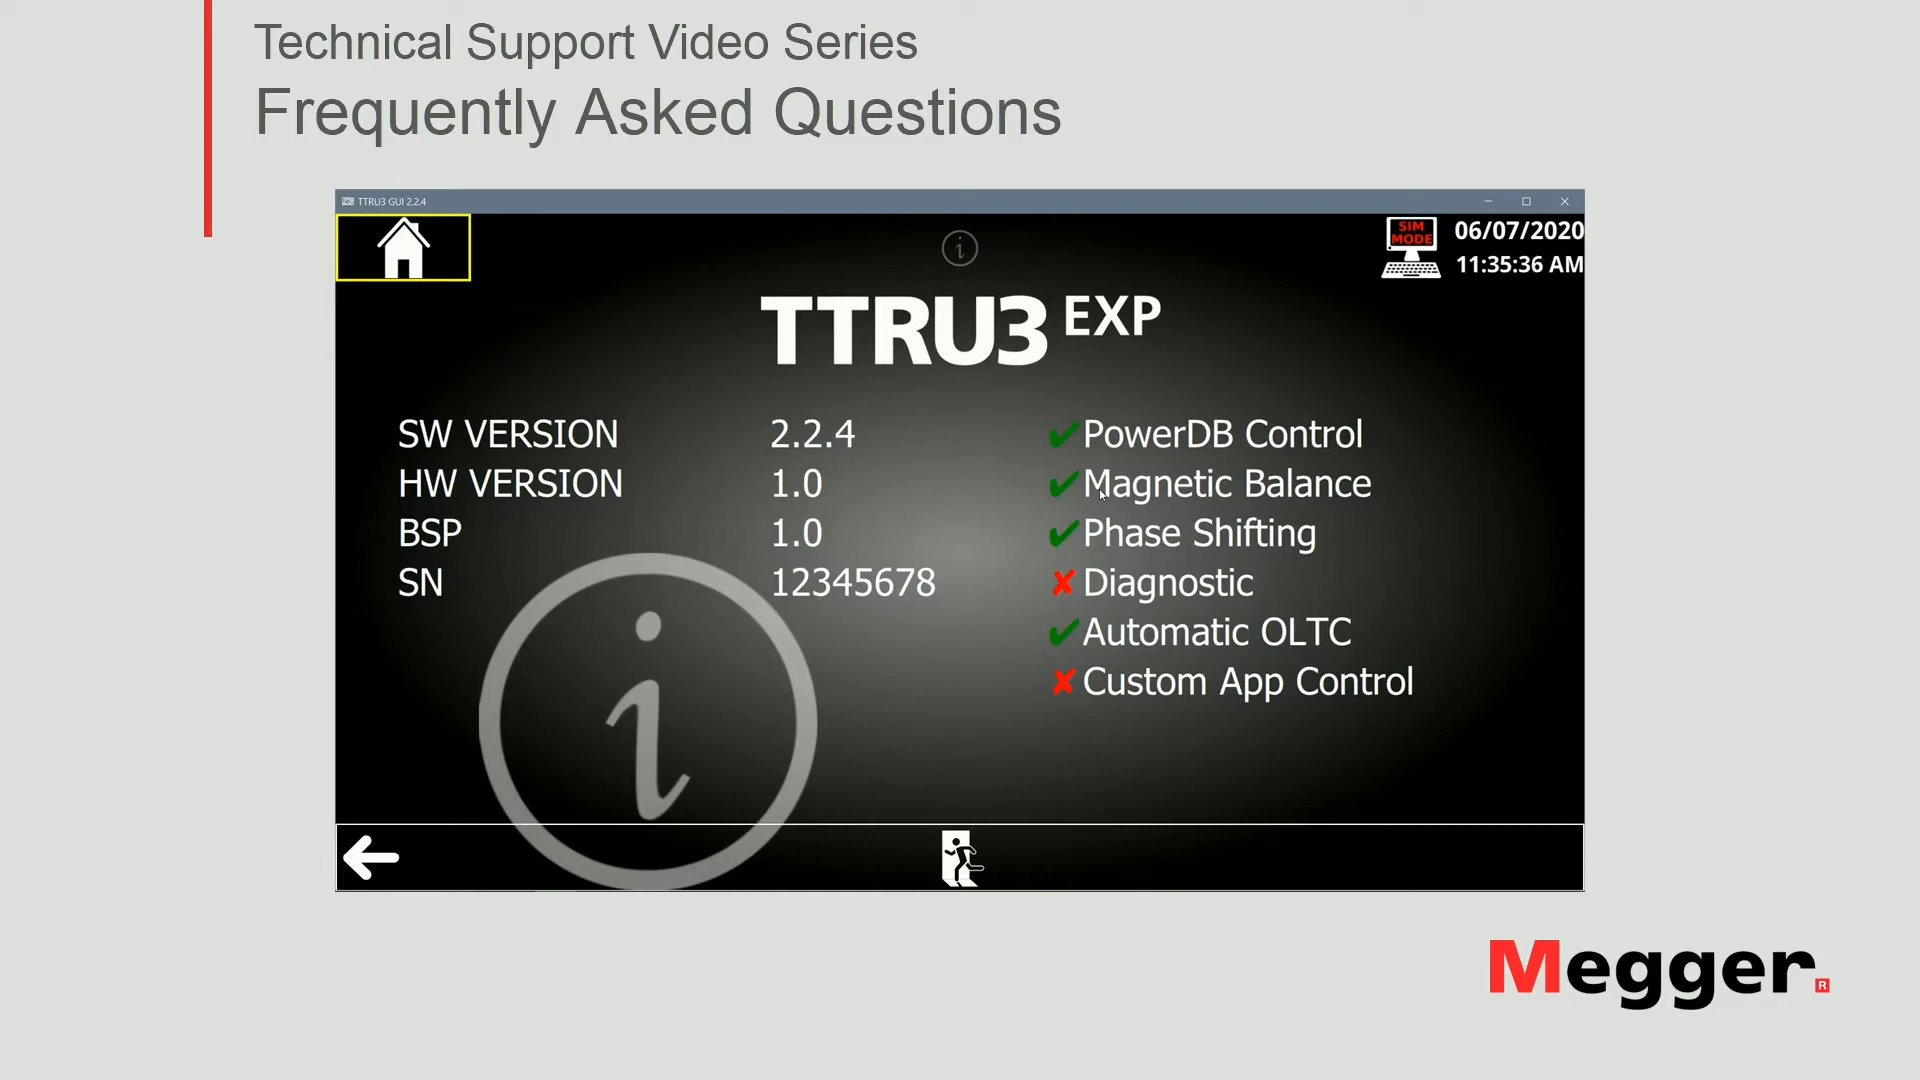 Technical Support Video Series
Frequently Asked Questions
TTRU3 GUI 2.2.4
SIM
MODE
06/07/2020
11:35:36 AM
i
TTRU3 EXP
SW VERSION 2.2.4 ✔PowerDB Control
HW VERSION 1.0 ✔Magnetic Balance
BSP 1.0 ✔Phase Shifting
SN 12345678 ✘Diagnostic
✔Automatic OLTC
✘Custom App Control
i
Megger®